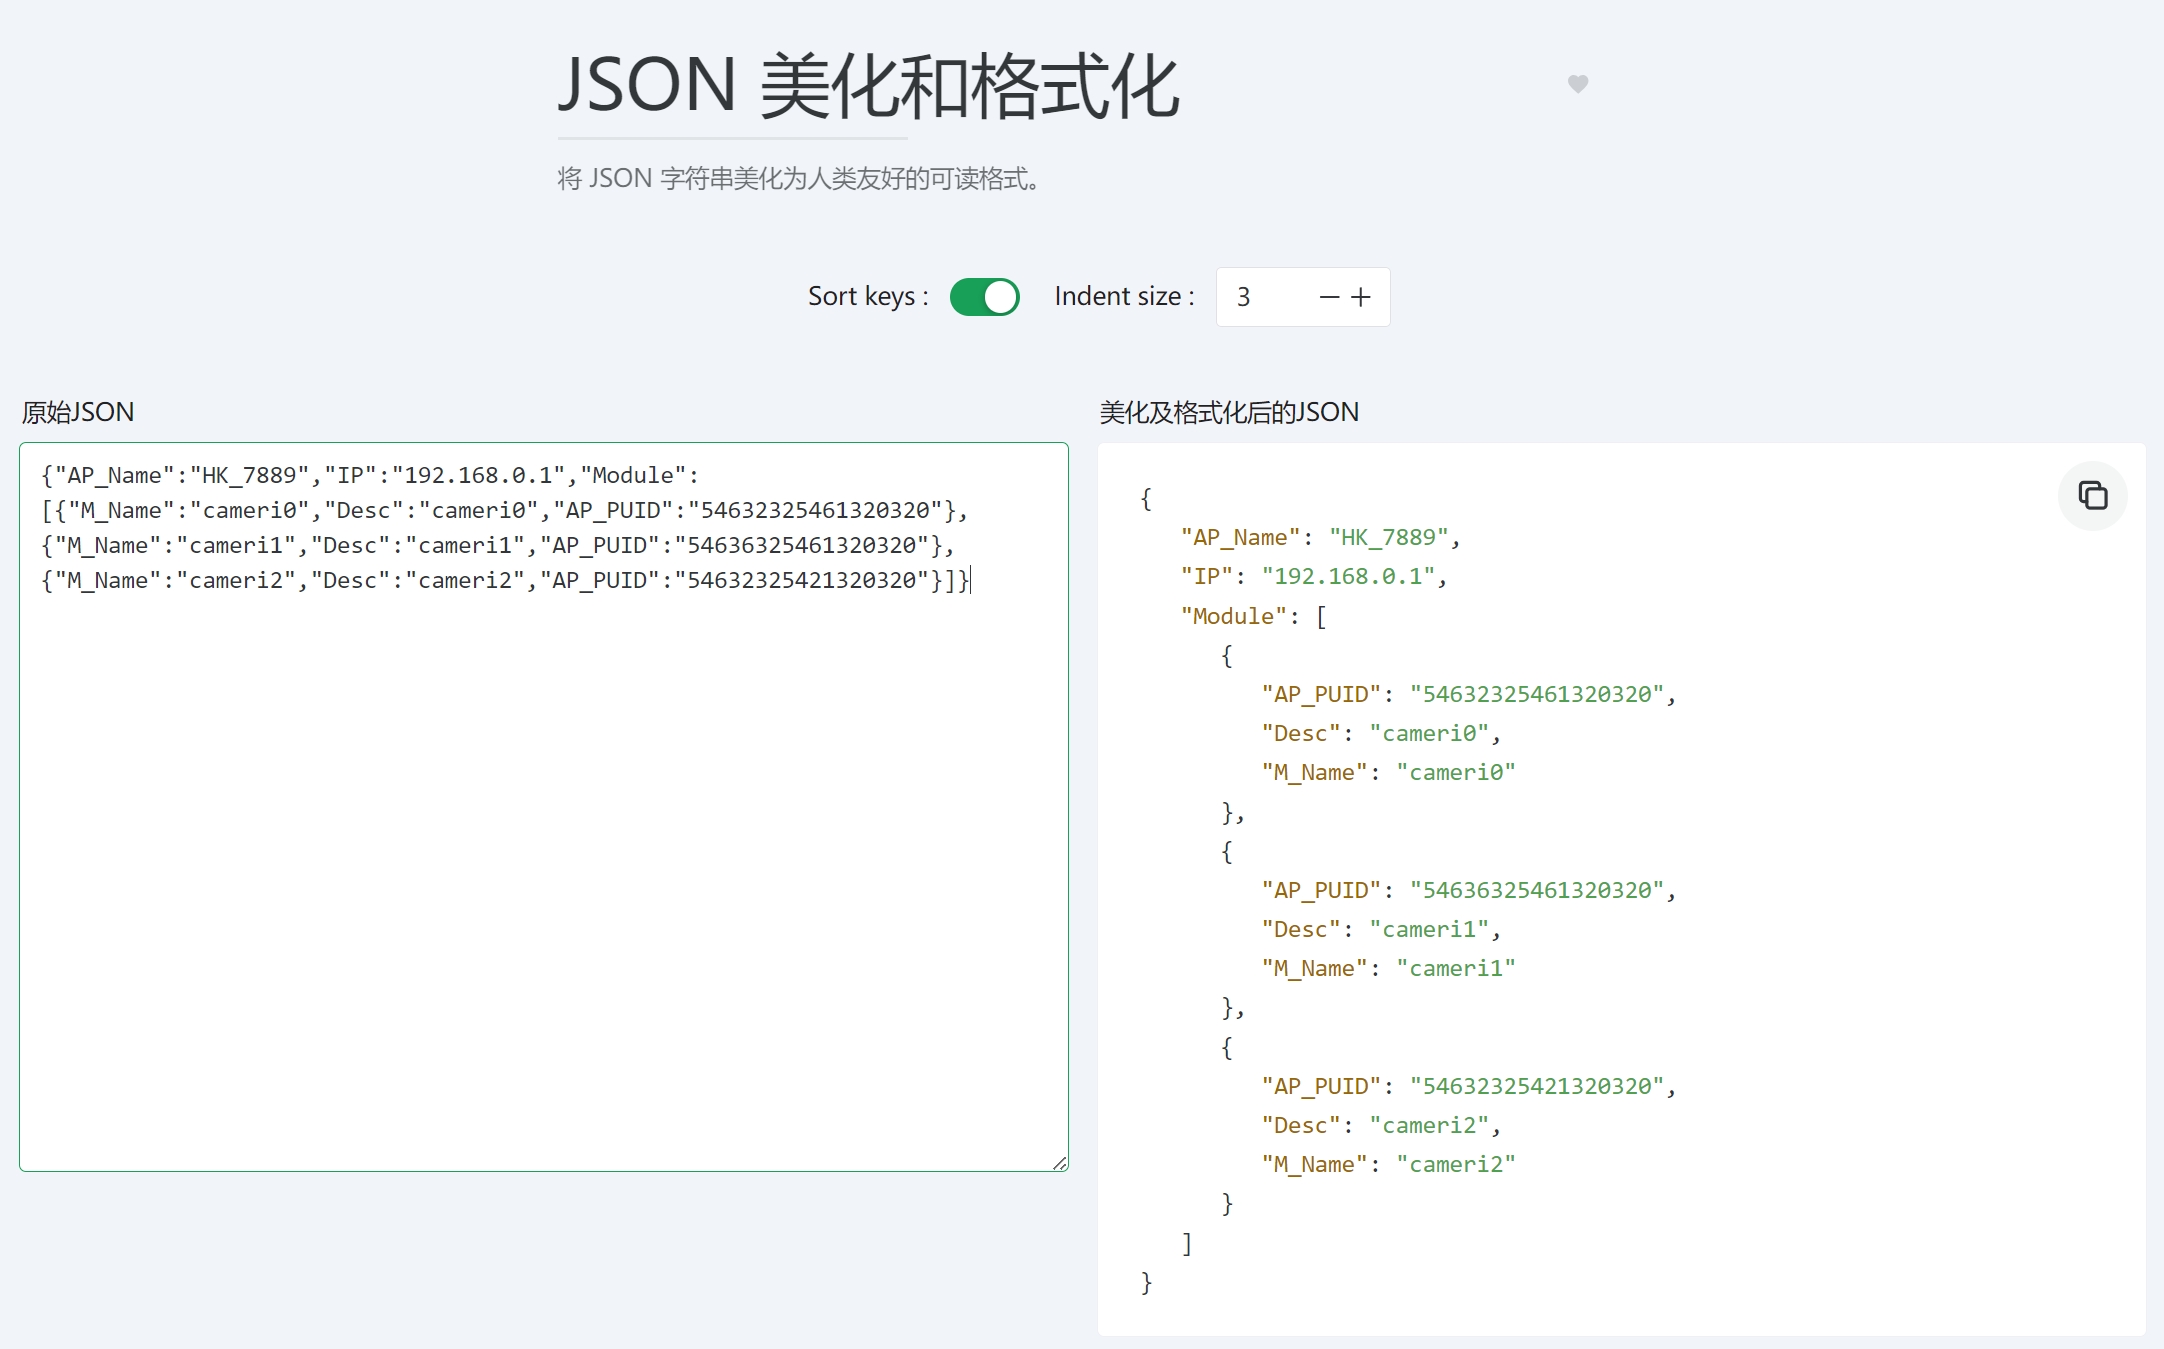 JSON 美化和格式化
将 JSON 字符串美化为人类友好的可读格式。
Sort keys :
Indent size :
3
原始JSON
{"AP_Name":"HK_7889","IP":"192.168.0.1","Module":
[{"M_Name":"cameri0","Desc":"cameri0","AP_PUID":"54632325461320320"},
{"M_Name":"cameri1","Desc":"cameri1","AP_PUID":"54636325461320320"},
{"M_Name":"cameri2","Desc":"cameri2","AP_PUID":"54632325421320320"}]}
美化及格式化后的JSON
{
   "AP_Name": "HK_7889",
   "IP": "192.168.0.1",
   "Module": [
      {
         "AP_PUID": "54632325461320320",
         "Desc": "cameri0",
         "M_Name": "cameri0"
      },
      {
         "AP_PUID": "54636325461320320",
         "Desc": "cameri1",
         "M_Name": "cameri1"
      },
      {
         "AP_PUID": "54632325421320320",
         "Desc": "cameri2",
         "M_Name": "cameri2"
      }
   ]
}